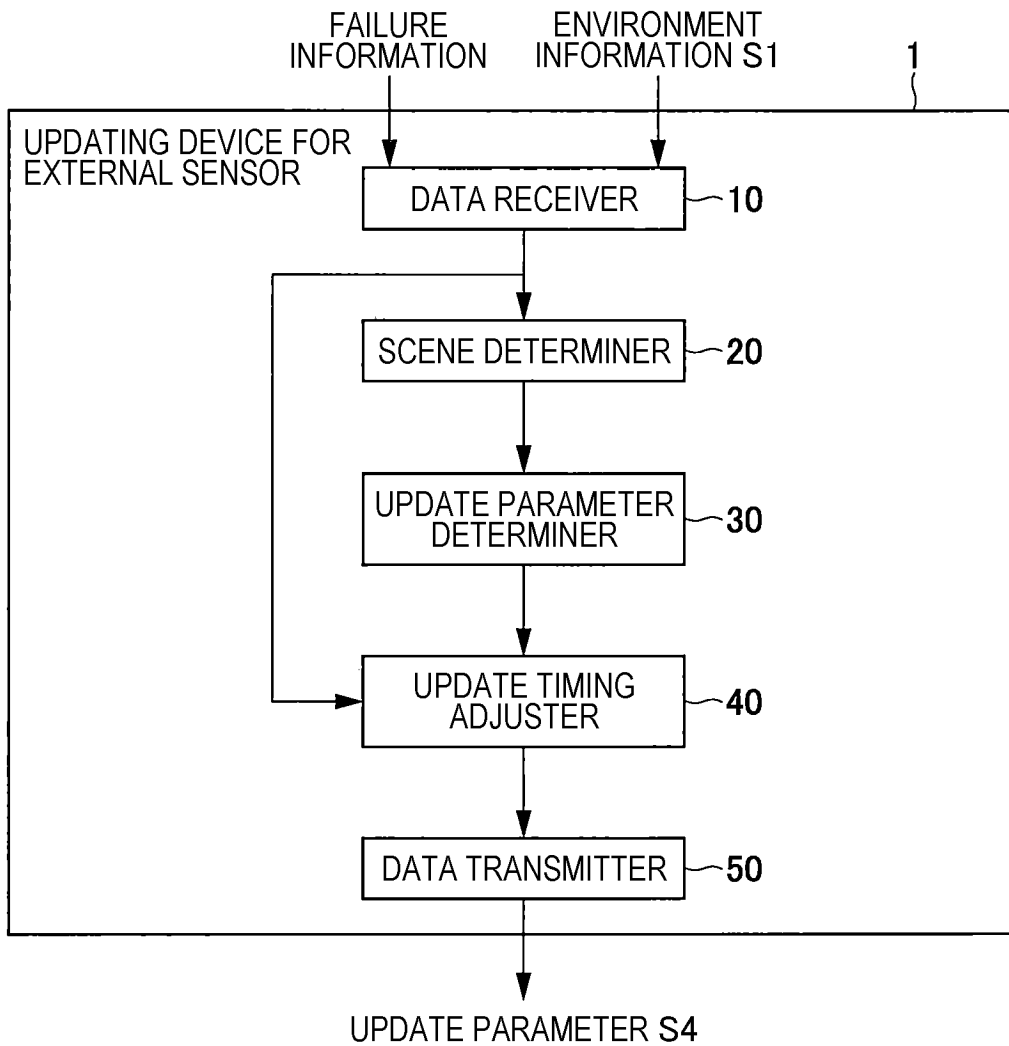 FAILURE
INFORMATION
ENVIRONMENT
INFORMATION S1
1
UPDATING DEVICE FOR
EXTERNAL SENSOR
DATA RECEIVER
10
SCENE DETERMINER
20
UPDATE PARAMETER
DETERMINER
30
UPDATE TIMING
ADJUSTER
40
DATA TRANSMITTER
50
UPDATE PARAMETER S4